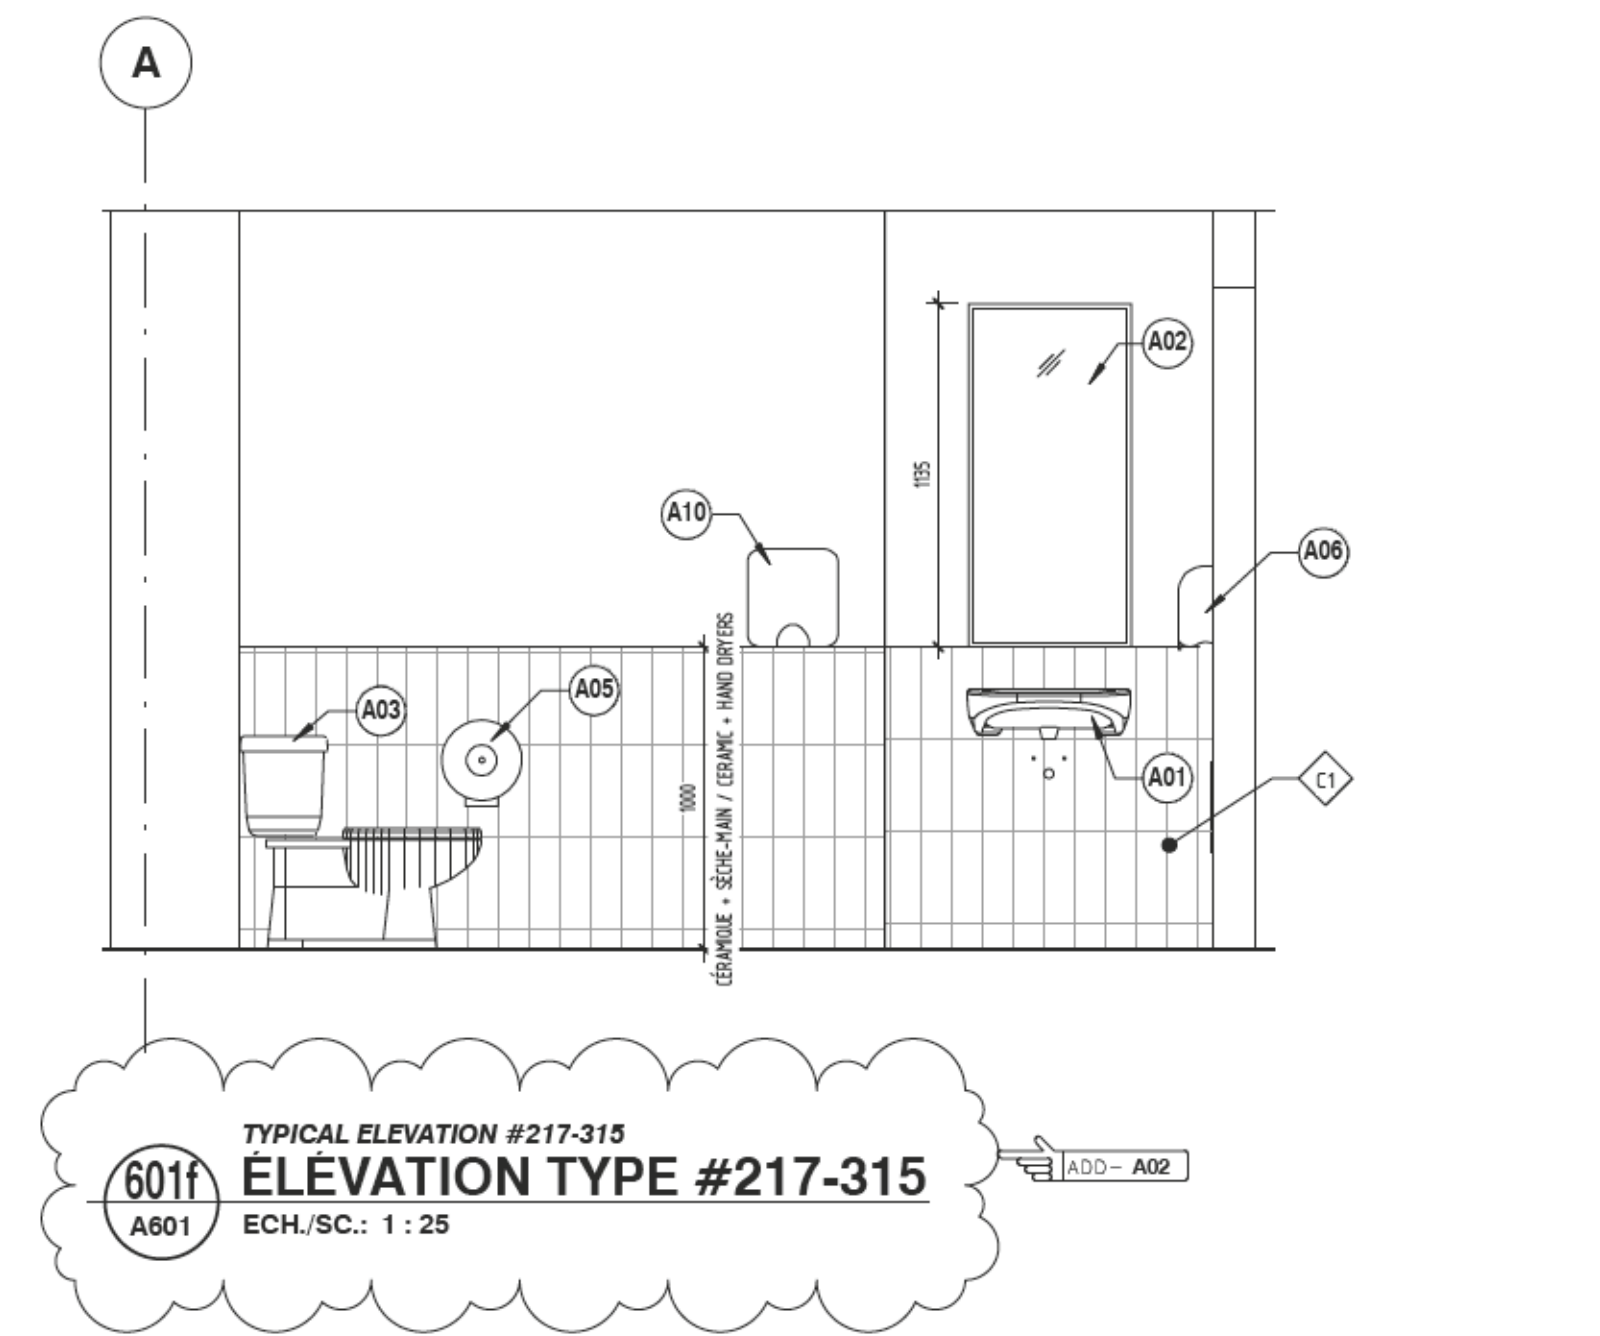 A
A02
1135
A10
A06
A03
A05
1000
CÉRAMIQUE + SÈCHE-MAIN / CERAMIC + HAND DRYERS
A01
C1
TYPICAL ELEVATION #217-315
601f
ÉLÉVATION TYPE #217-315
ADD- A02
A601
ECH./SC.: 1 : 25